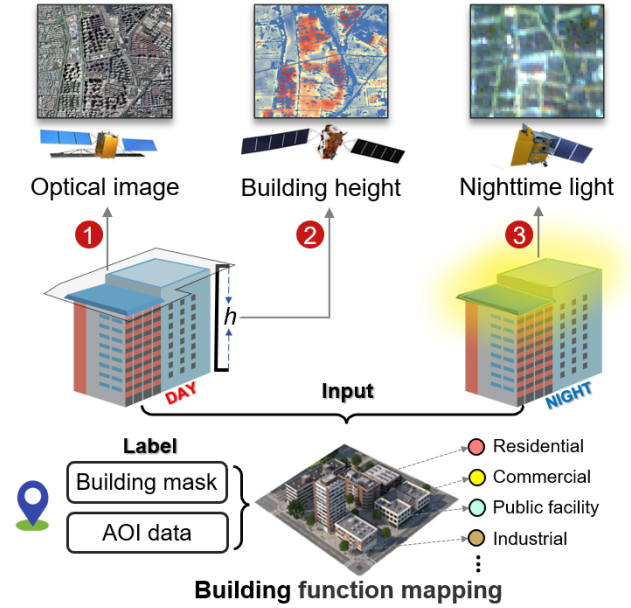 Optical image
Building height
Nighttime light
1
2
3
h
DAY
NIGHT
Input
Label
Building mask
AOI data
Residential
Commercial
Public facility
Industrial
Building function mapping